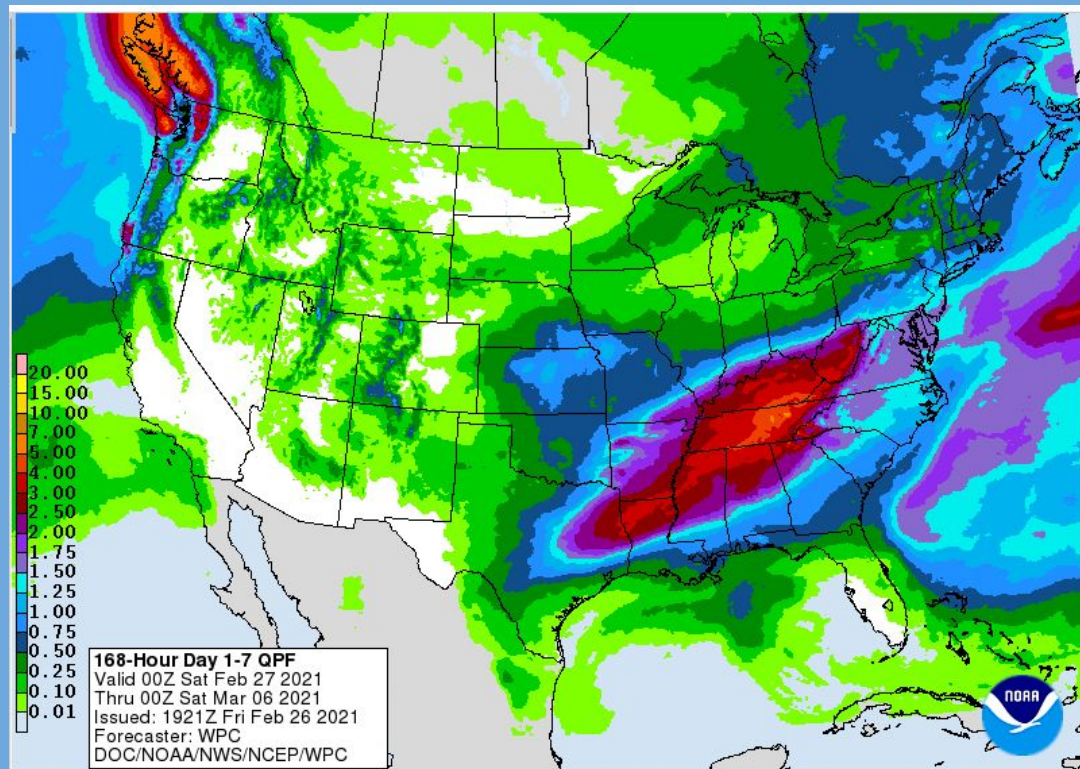 20.00
15.00
10.00
7.00
5.00
4.00
3.00
2.50
2.00
1.75
1.50
1.25
1.00
0.75
0.50
0.25
0.10
0.01
168-Hour Day 1-7 QPF
Valid 00Z Sat Feb 27 2021
Thru 00Z Sat Mar 06 2021
Issued: 1921Z Fri Feb 26 2021
Forecaster: WPC
DOC/NOAA/NWS/NCEP/WPC
NOAA